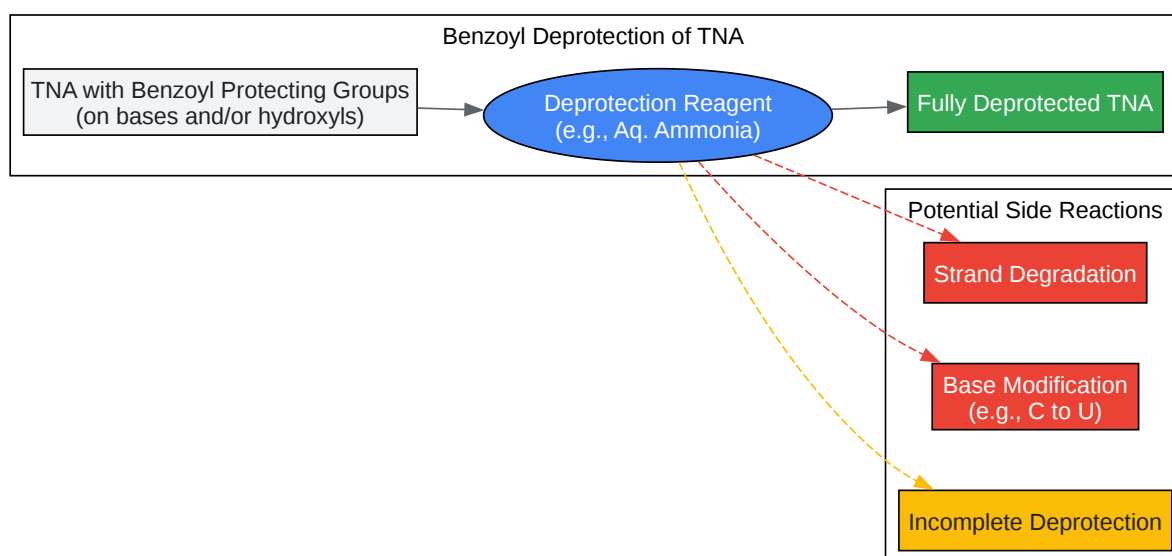 Benzoyl Deprotection of TNA
TNA with Benzoyl Protecting Groups
(on bases and/or hydroxyls)
Deprotection Reagent
(e.g., Aq. Ammonia)
Fully Deprotected TNA
Potential Side Reactions
Strand Degradation
Base Modification
(e.g., C to U)
Incomplete Deprotection